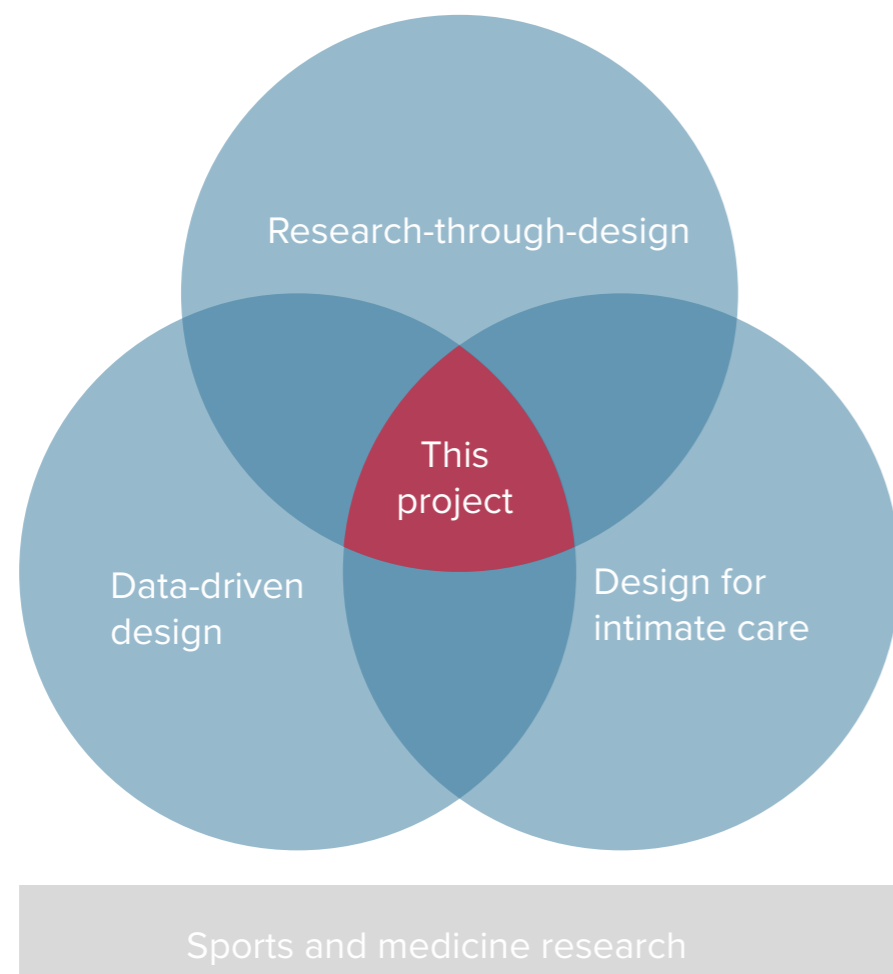 Research-through-design
This
project
Data-driven
design
Design for
intimate care
Sports and medicine research